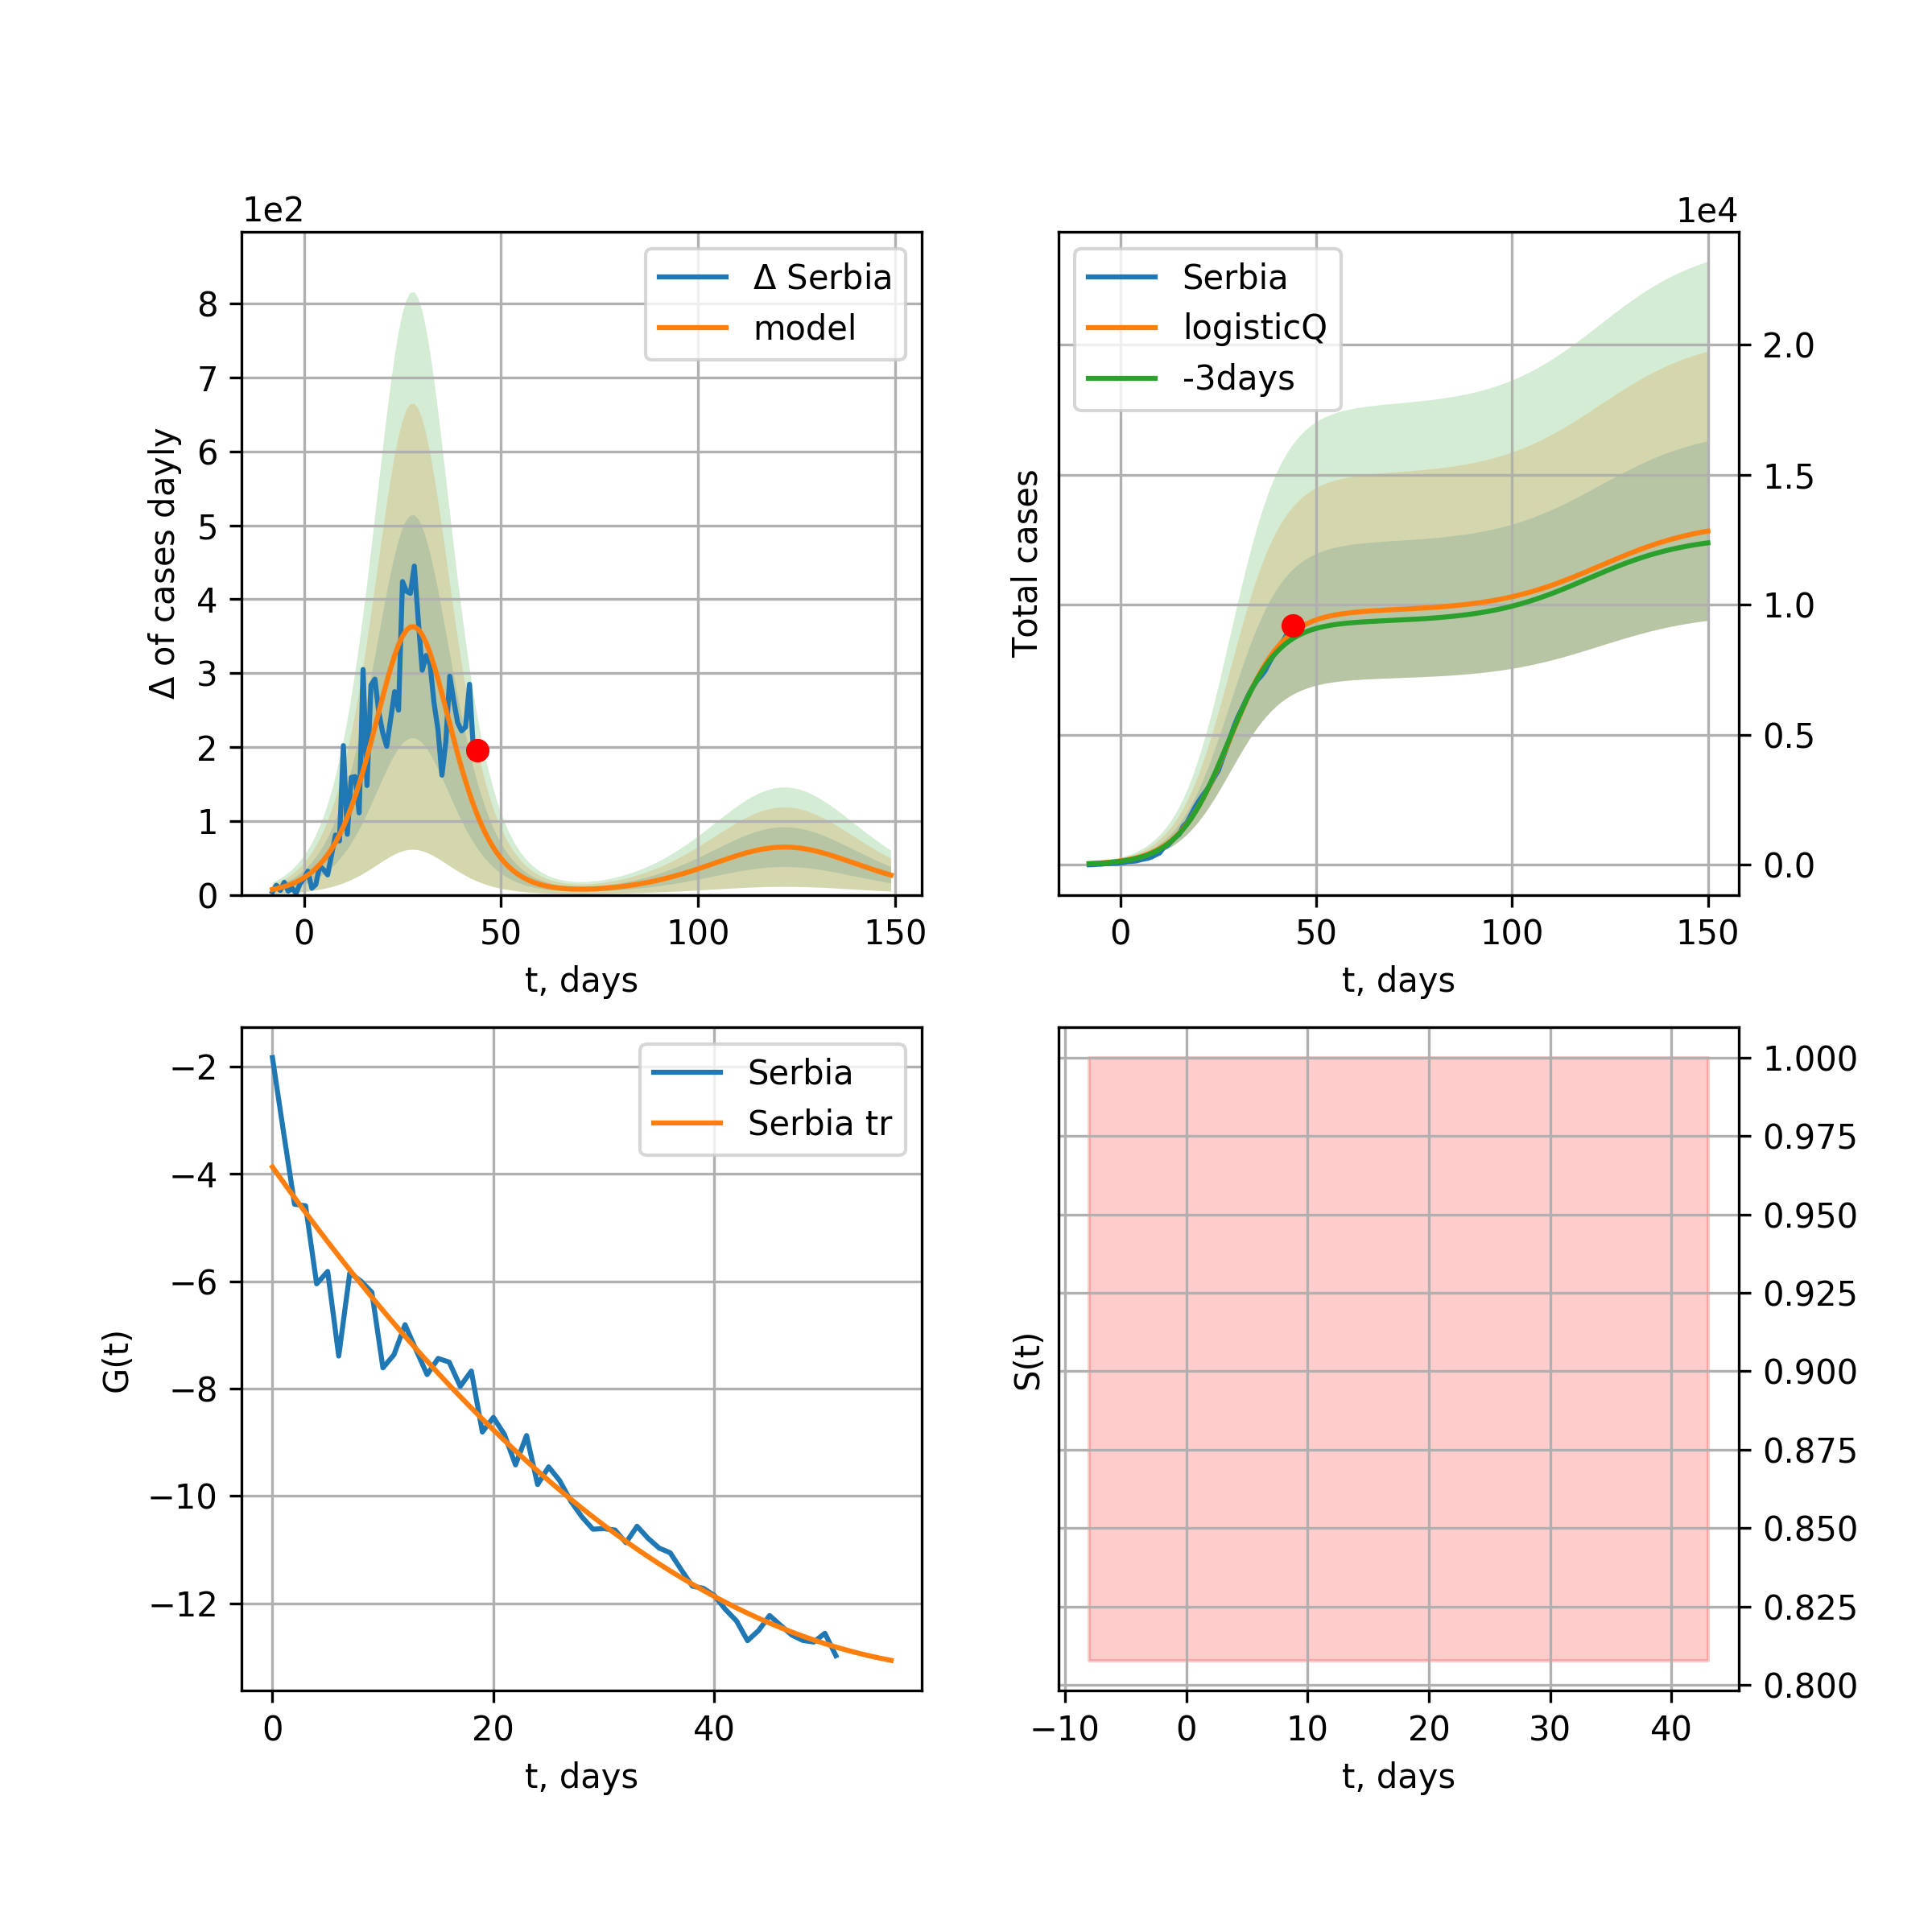 1e2
Δ of cases dayly
8
7
6
5
4
3
2
1
0
0 50 100 150
t, days
Δ Serbia
model
1e4
Total cases
Serbia
logisticQ
-3days
2.0
1.5
1.0
0.5
0.0
0 50 100 150
t, days
G(t)
−2
−4
−6
−8
−10
−12
0 20 40
t, days
Serbia
Serbia tr
S(t)
1.000
0.975
0.950
0.925
0.900
0.875
0.850
0.825
0.800
−10 0 10 20 30 40
t, days